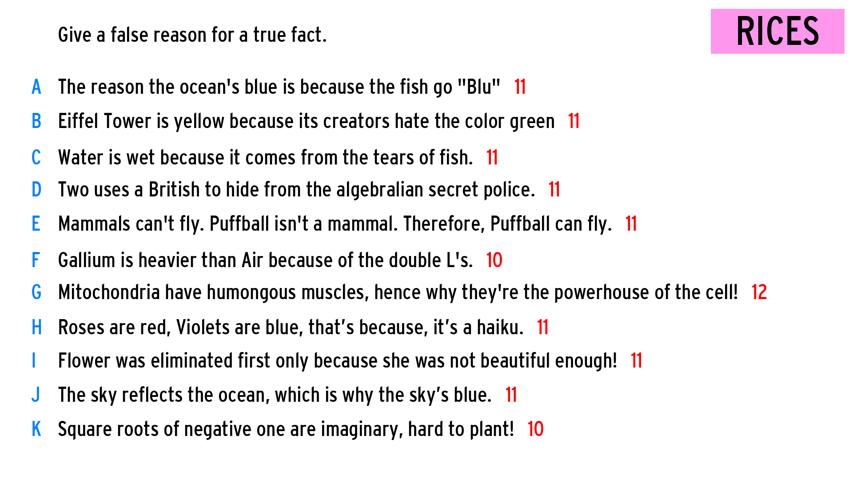 Give a false reason for a true fact.
RICES
A The reason the ocean's blue is because the fish go "Blu" 11
B Eiffel Tower is yellow because its creators hate the color green 11
C Water is wet because it comes from the tears of fish. 11
D Two uses a British to hide from the algebralian secret police. 11
E Mammals can't fly. Puffball isn't a mammal. Therefore, Puffball can fly. 11
F Gallium is heavier than Air because of the double L's. 10
G Mitochondria have humongous muscles, hence why they're the powerhouse of the cell! 12
H Roses are red, Violets are blue, that’s because, it’s a haiku. 11
I Flower was eliminated first only because she was not beautiful enough! 11
J The sky reflects the ocean, which is why the sky’s blue. 11
K Square roots of negative one are imaginary, hard to plant! 10